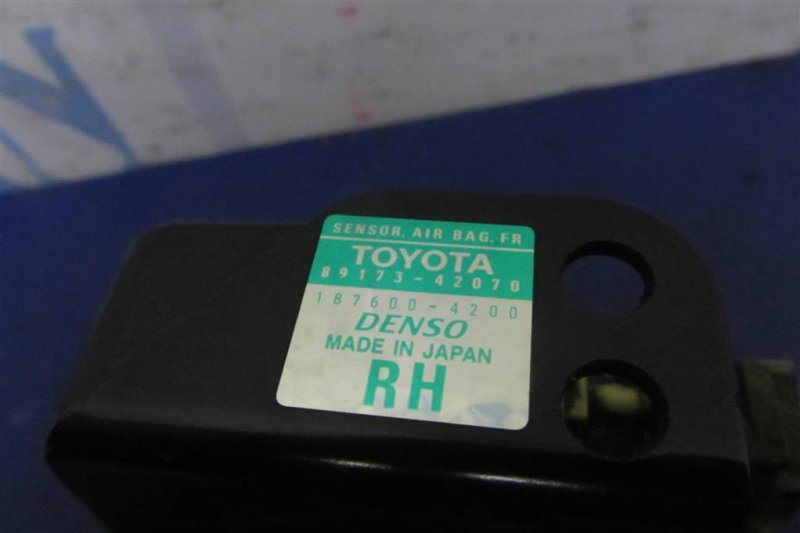 SENSOR, AIR BAG, FR
TOYOTA
89173-42070
187600-4200
DENSO
MADE IN JAPAN
RH